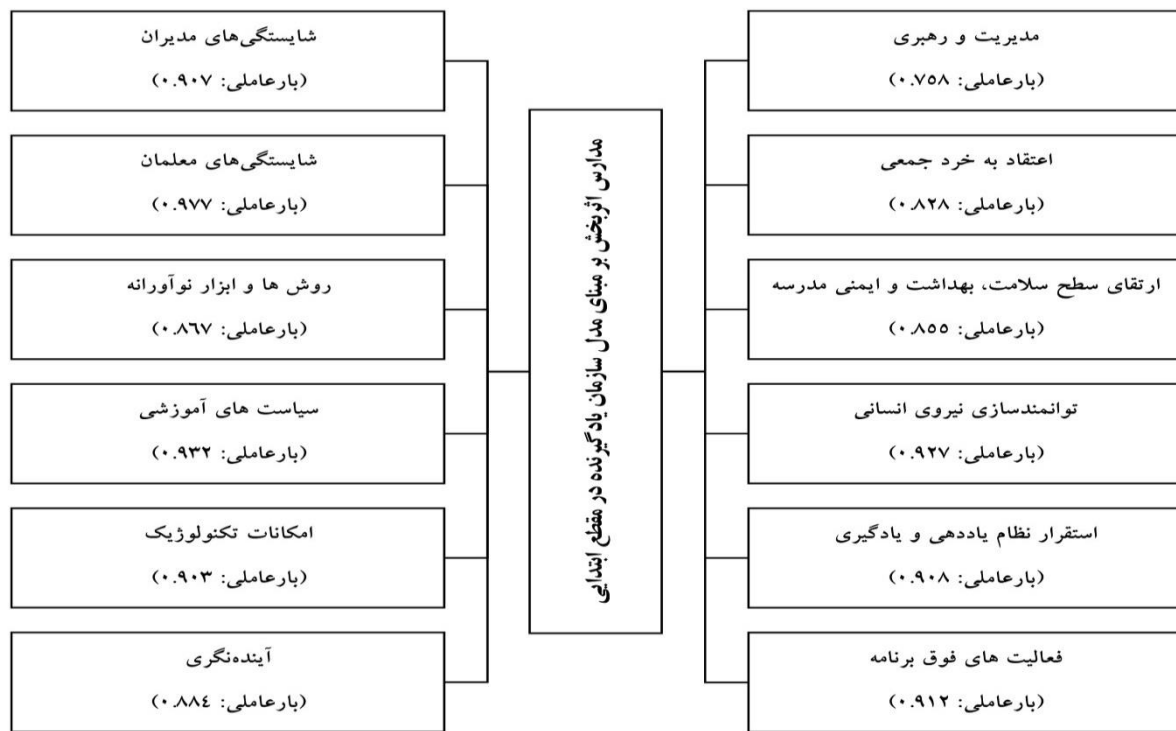 مدیریت و رهبری
(بارعاملی: ۰.۷۵۸)
اعتقاد به خرد جمعی
(بارعاملی: ۰.۸۲۸)
ارتقای سطح سلامت، بهداشت و ایمنی مدرسه
(بارعاملی: ۰.۸۵۵)
توانمندسازی نیروی انسانی
(بارعاملی: ۰.۹۲۷)
استقرار نظام یاددهی و یادگیری
(بارعاملی: ۰.۹۰۸)
فعالیت های فوق برنامه
(بارعاملی: ۰.۹۱۲)
مدارس اثربخش بر مبنای مدل سازمان یادگیرنده در مقطع ابتدایی
شایستگی‌های مدیران
(بارعاملی: ۰.۹۰۷)
شایستگی‌های معلمان
(بارعاملی: ۰.۹۷۷)
روش ها و ابزار نوآورانه
(بارعاملی: ۰.۸۶۷)
سیاست های آموزشی
(بارعاملی: ۰.۹۳۲)
امکانات تکنولوژیک
(بارعاملی: ۰.۹۰۳)
آینده‌نگری
(بارعاملی: ۰.۸۸٤)